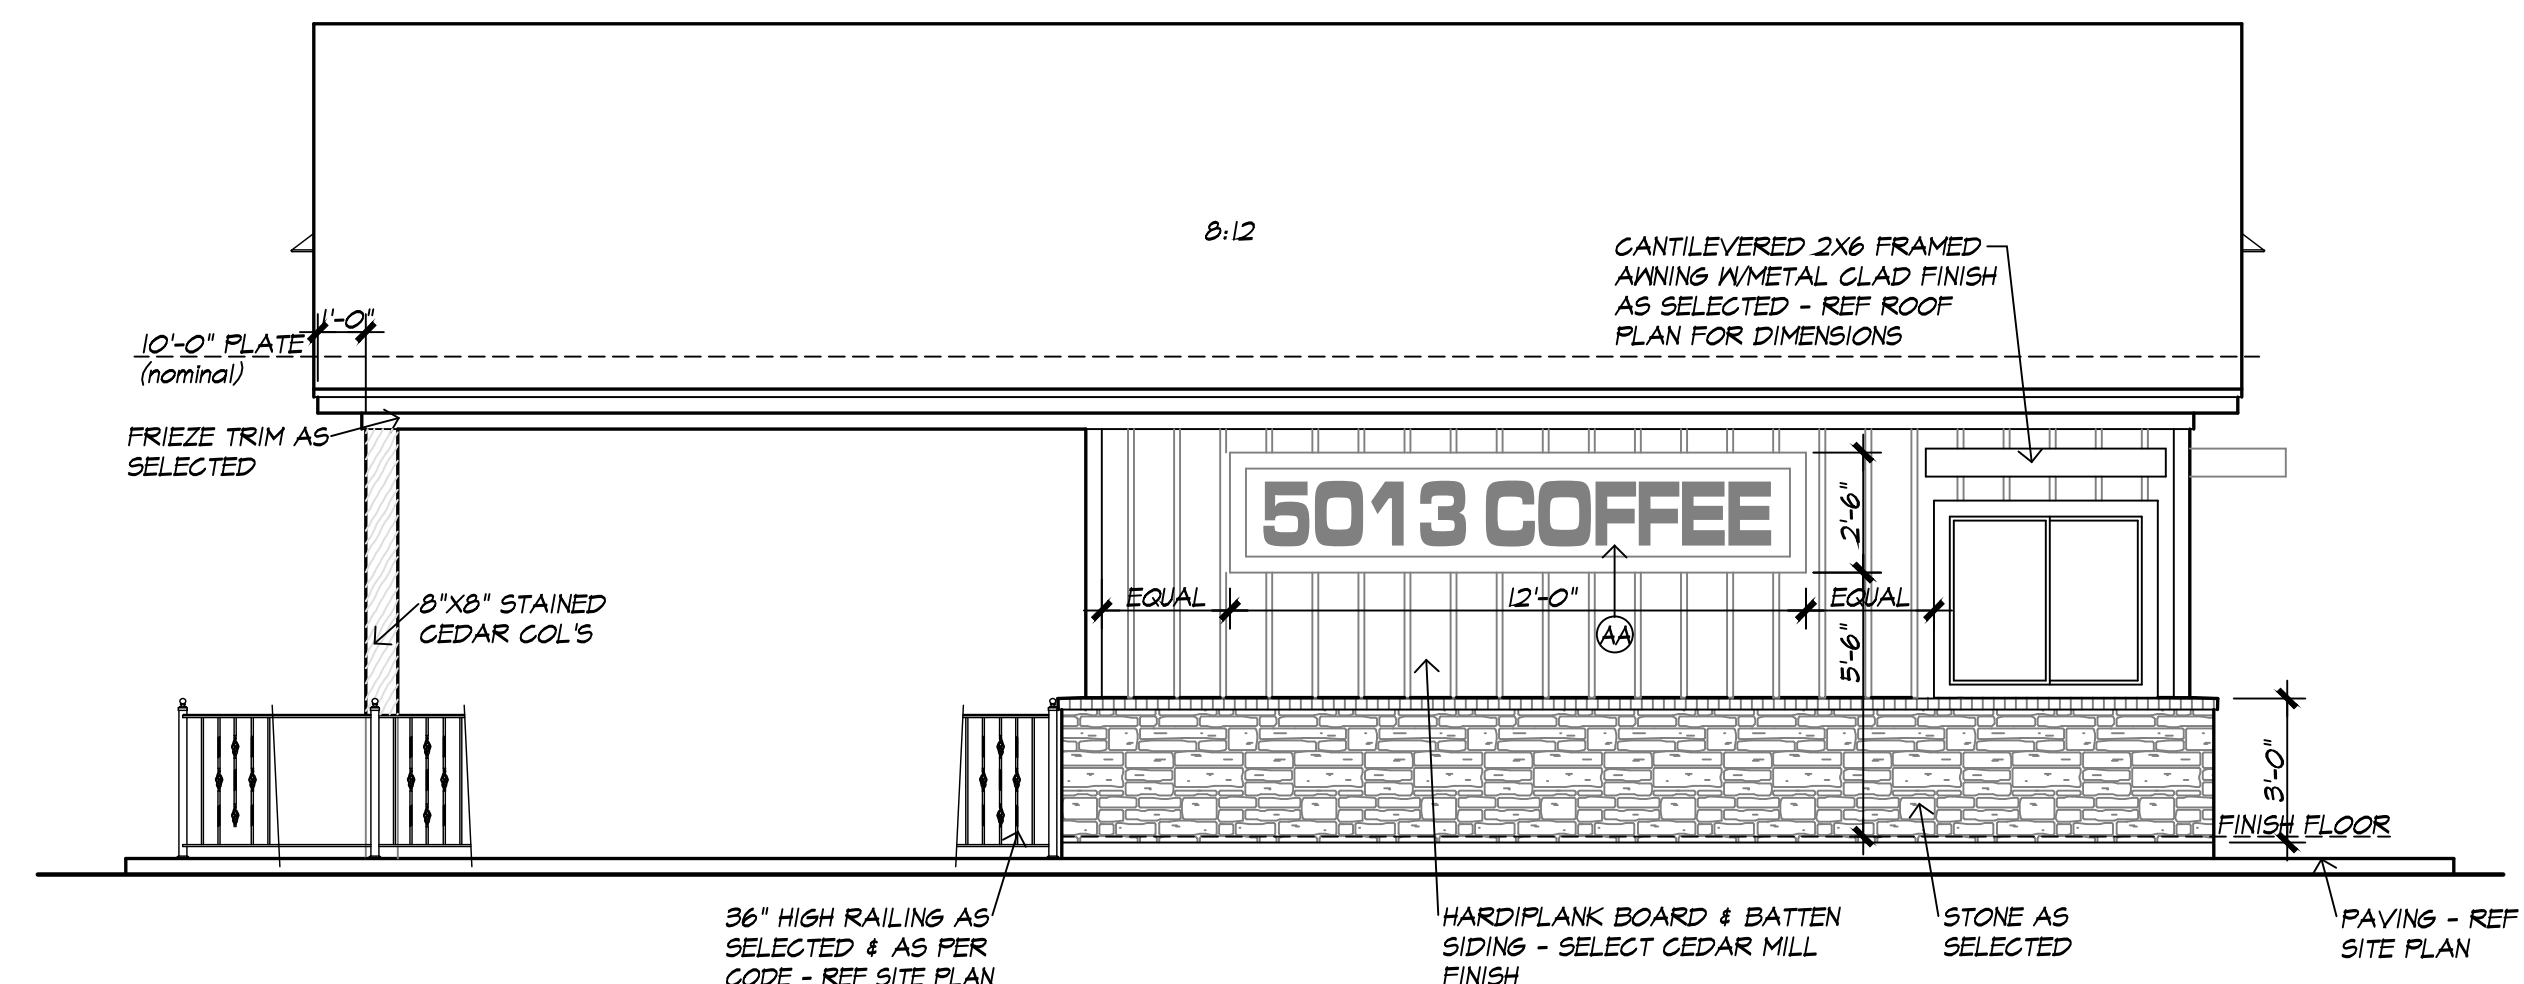 8:12
CANTILEVERED 2X6 FRAMED
AWNING W/METAL CLAD FINISH
AS SELECTED - REF ROOF
PLAN FOR DIMENSIONS
1'-0"
10'-0" PLATE
(nominal)
FRIEZE TRIM AS
SELECTED
5013 COFFEE
2'-6"
8"X8" STAINED
CEDAR COL'S
EQUAL
12'-0"
EQUAL
AA
5'-6"
3'-0"
FINISH FLOOR
36" HIGH RAILING AS
SELECTED & AS PER
CODE - REF SITE PLAN
HARDIPLANK BOARD & BATTEN
SIDING - SELECT CEDAR MILL
FINISH
STONE AS
SELECTED
PAVING - REF
SITE PLAN